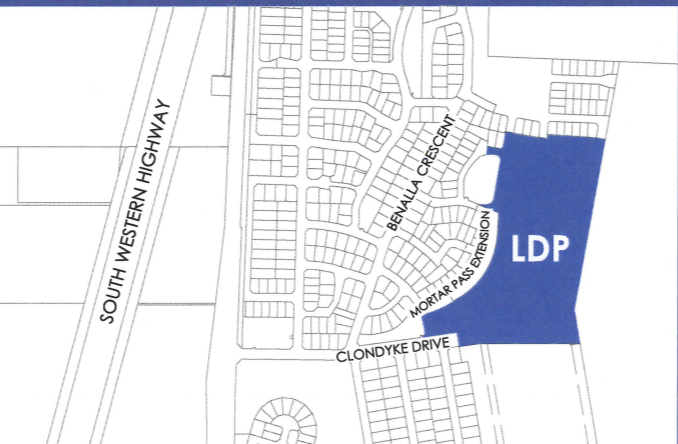 SOUTH WESTERN HIGHWAY
BENALLA CRESCENT
LDP
MORTAR PASS EXTENSION
CLONDYKE DRIVE